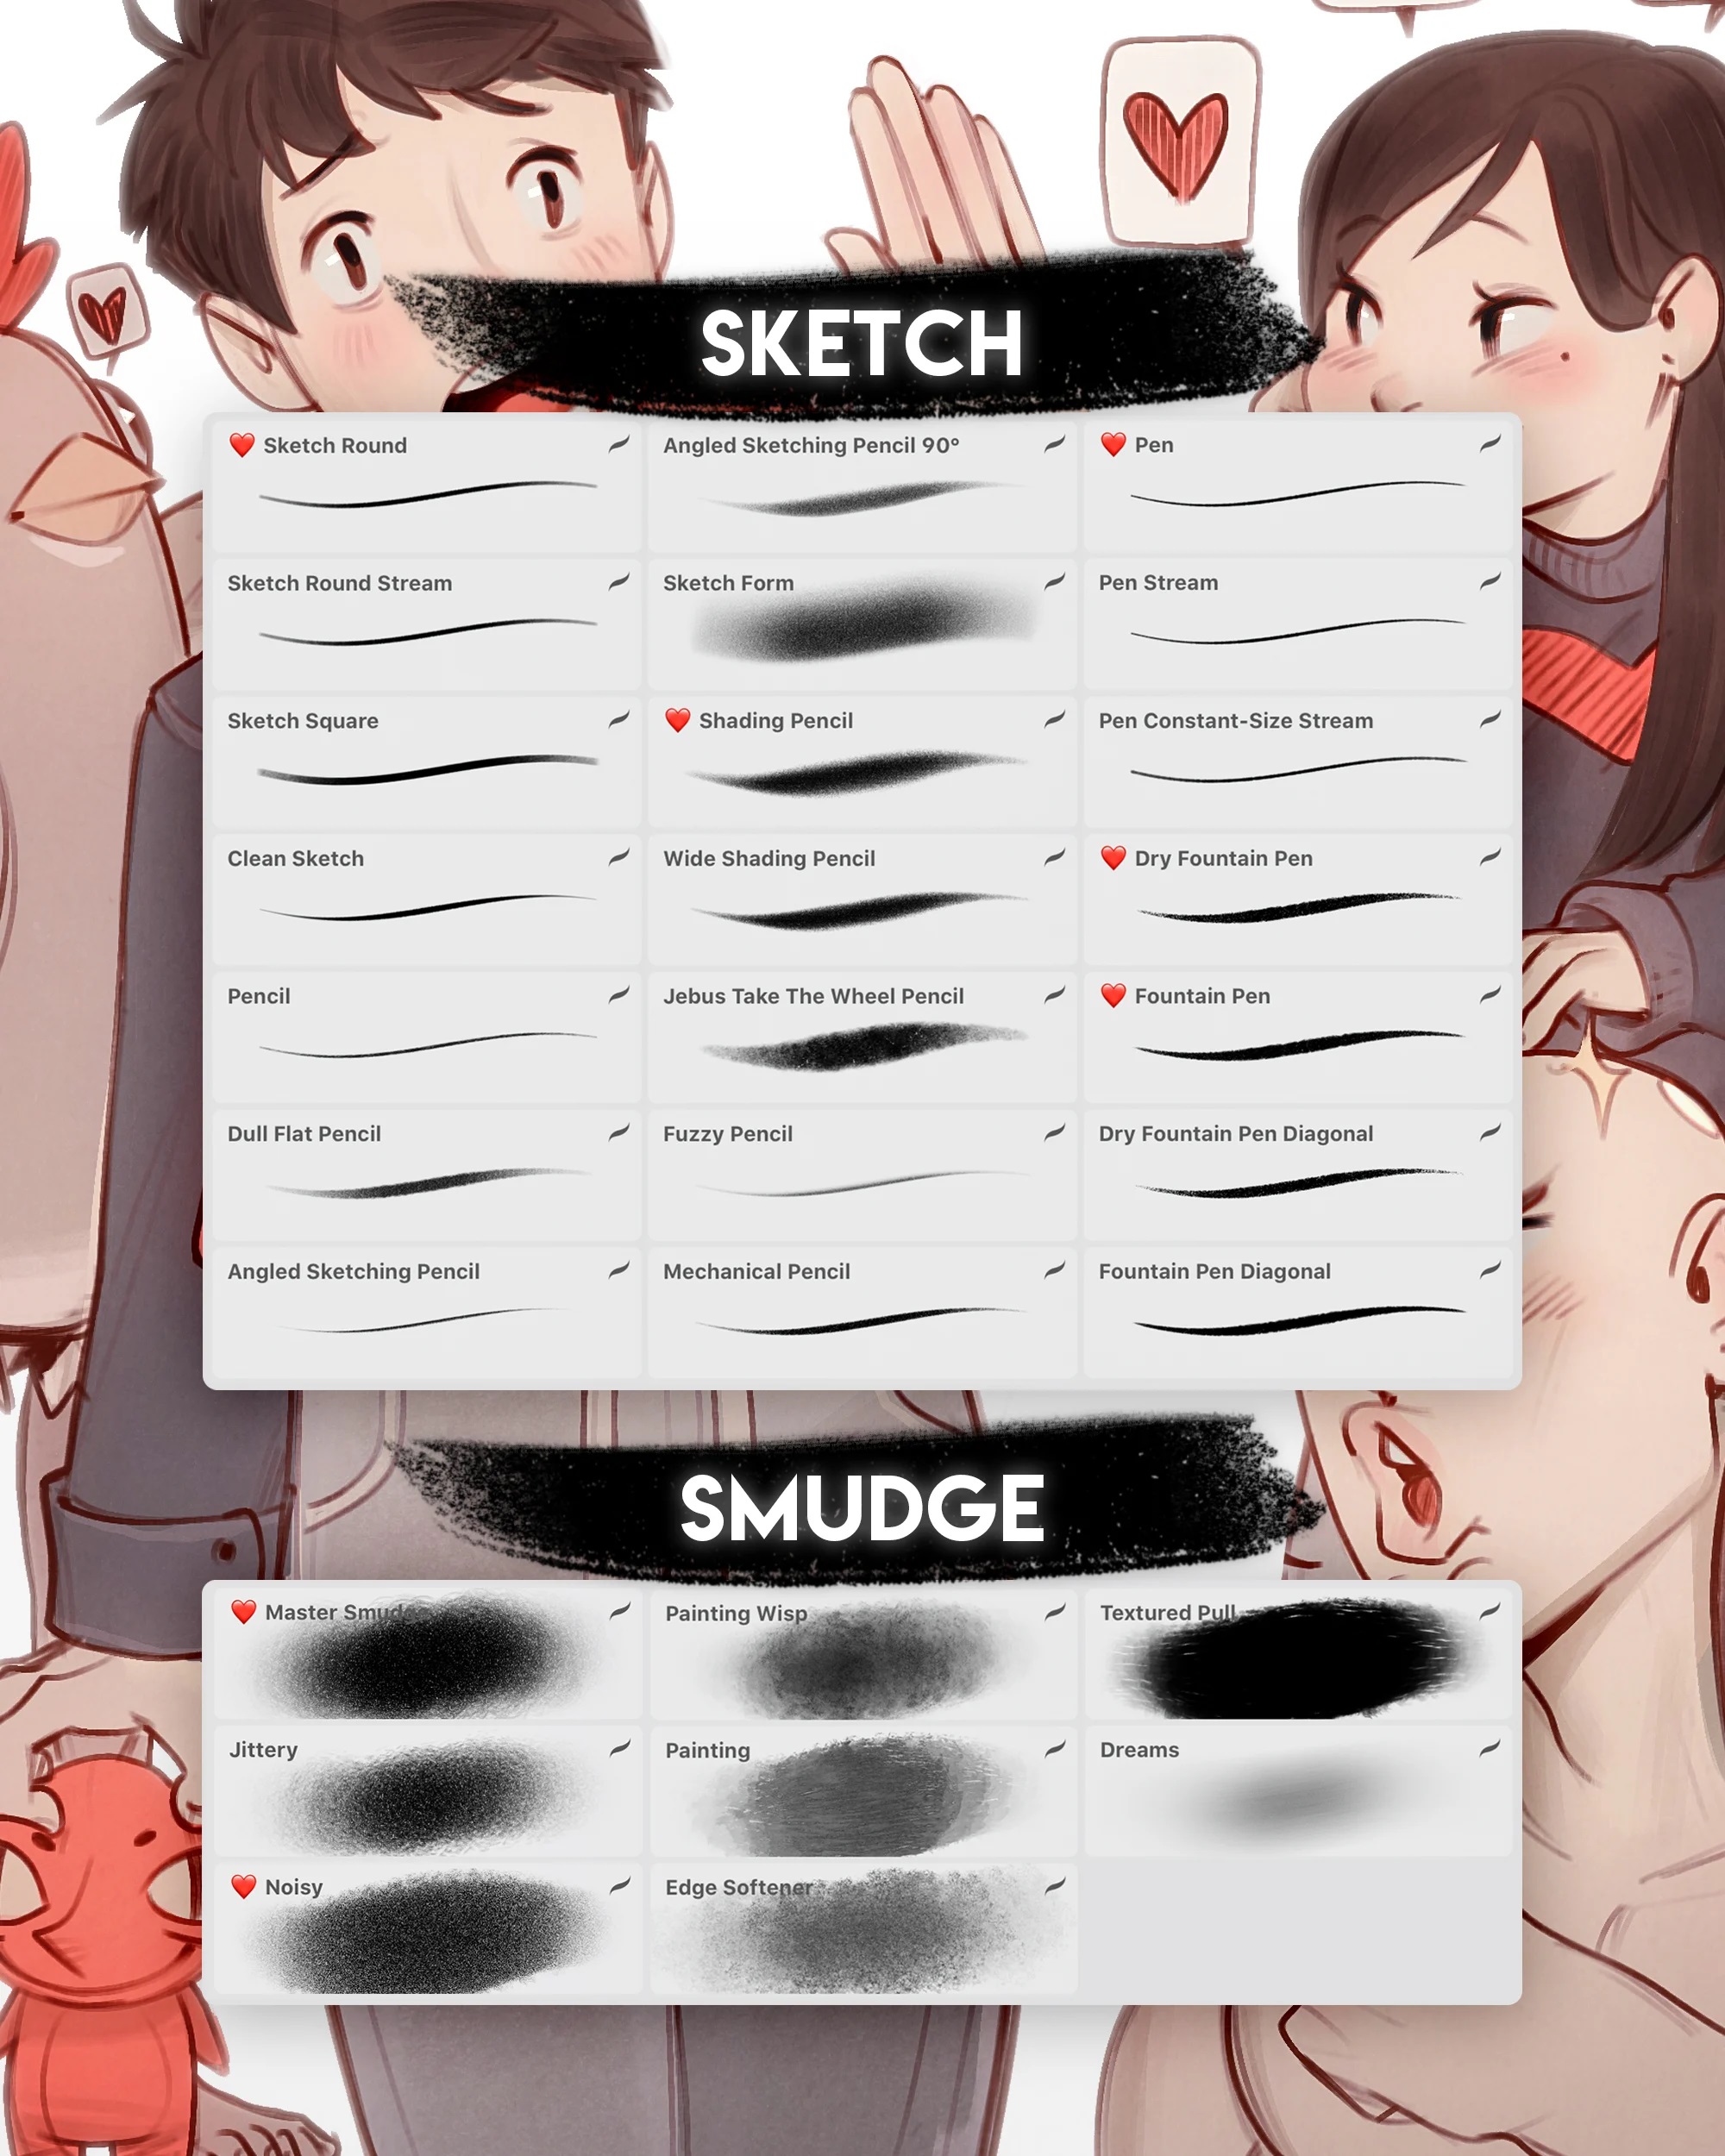 SKETCH
❤️ Sketch Round
Angled Sketching Pencil 90°
❤️ Pen
Sketch Round Stream
Sketch Form
Pen Stream
Sketch Square
❤️ Shading Pencil
Pen Constant-Size Stream
Clean Sketch
Wide Shading Pencil
❤️ Dry Fountain Pen
Pencil
Jebus Take The Wheel Pencil
❤️ Fountain Pen
Dull Flat Pencil
Fuzzy Pencil
Dry Fountain Pen Diagonal
Angled Sketching Pencil
Mechanical Pencil
Fountain Pen Diagonal
SMUDGE
❤️ Master Smudge
Painting Wisp
Textured Pull
Jittery
Painting
Dreams
❤️ Noisy
Edge Softener